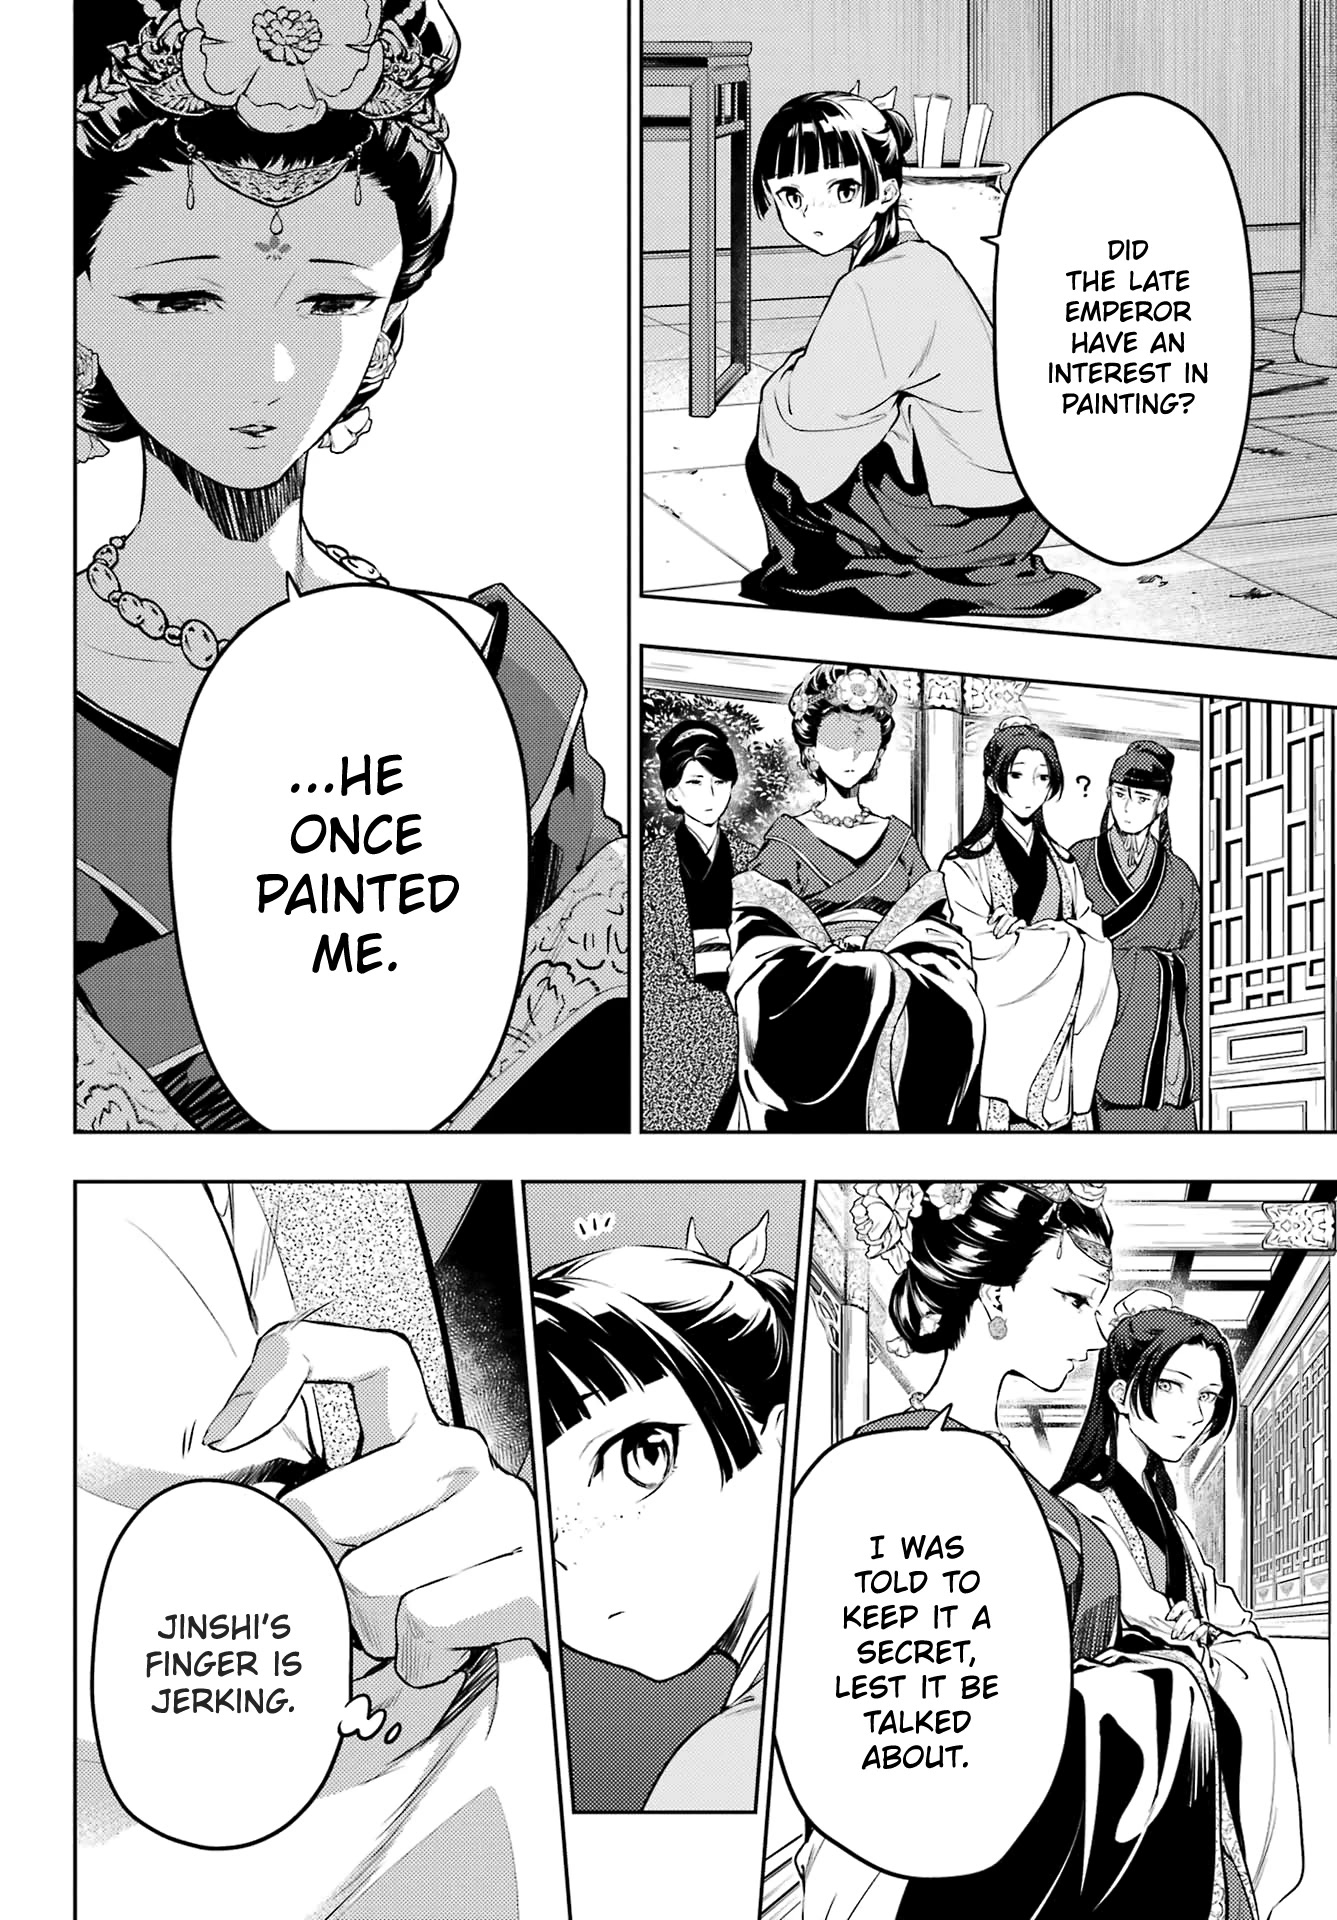 DID
THE LATE
EMPEROR
HAVE AN
INTEREST IN
PAINTING?
?
...HE
ONCE
PAINTED
ME.
I WAS
TOLD TO
KEEP IT A
SECRET,
LEST IT BE
TALKED
ABOUT.
JINSHI'S
FINGER IS
JERKING.